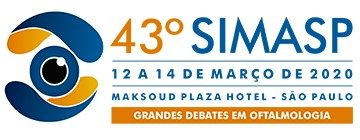 43º SIMASP
12 A 14 DE MARÇO DE 2020
MAKSOUD PLAZA HOTEL - SÃO PAULO
GRANDES DEBATES EM OFTALMOLOGIA